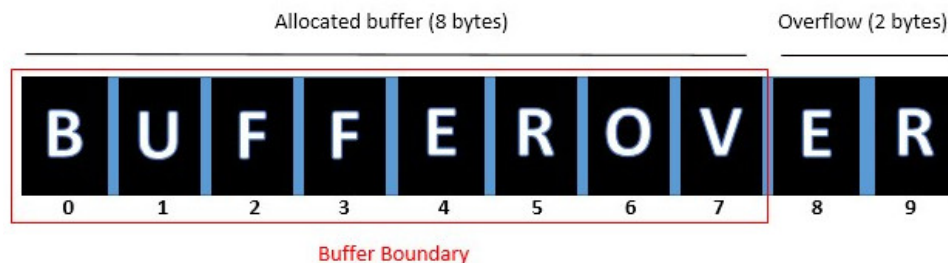 Allocated buffer (8 bytes) Overflow (2 bytes)
B U F F E R O V E R
0 1 2 3 4 5 6 7 8 9
Buffer Boundary